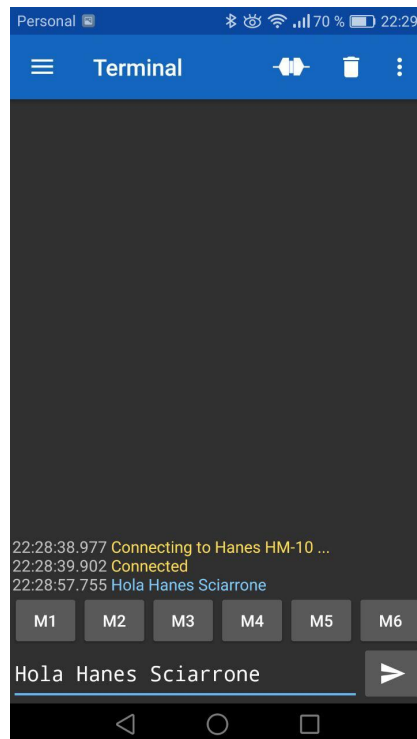 Personal 70 % 22:29
Terminal
22:28:38.977 Connecting to Hanes HM-10 ...
22:28:39.902 Connected
22:28:57.755 Hola Hanes Sciarrone
M1 M2 M3 M4 M5 M6
Hola Hanes Sciarrone